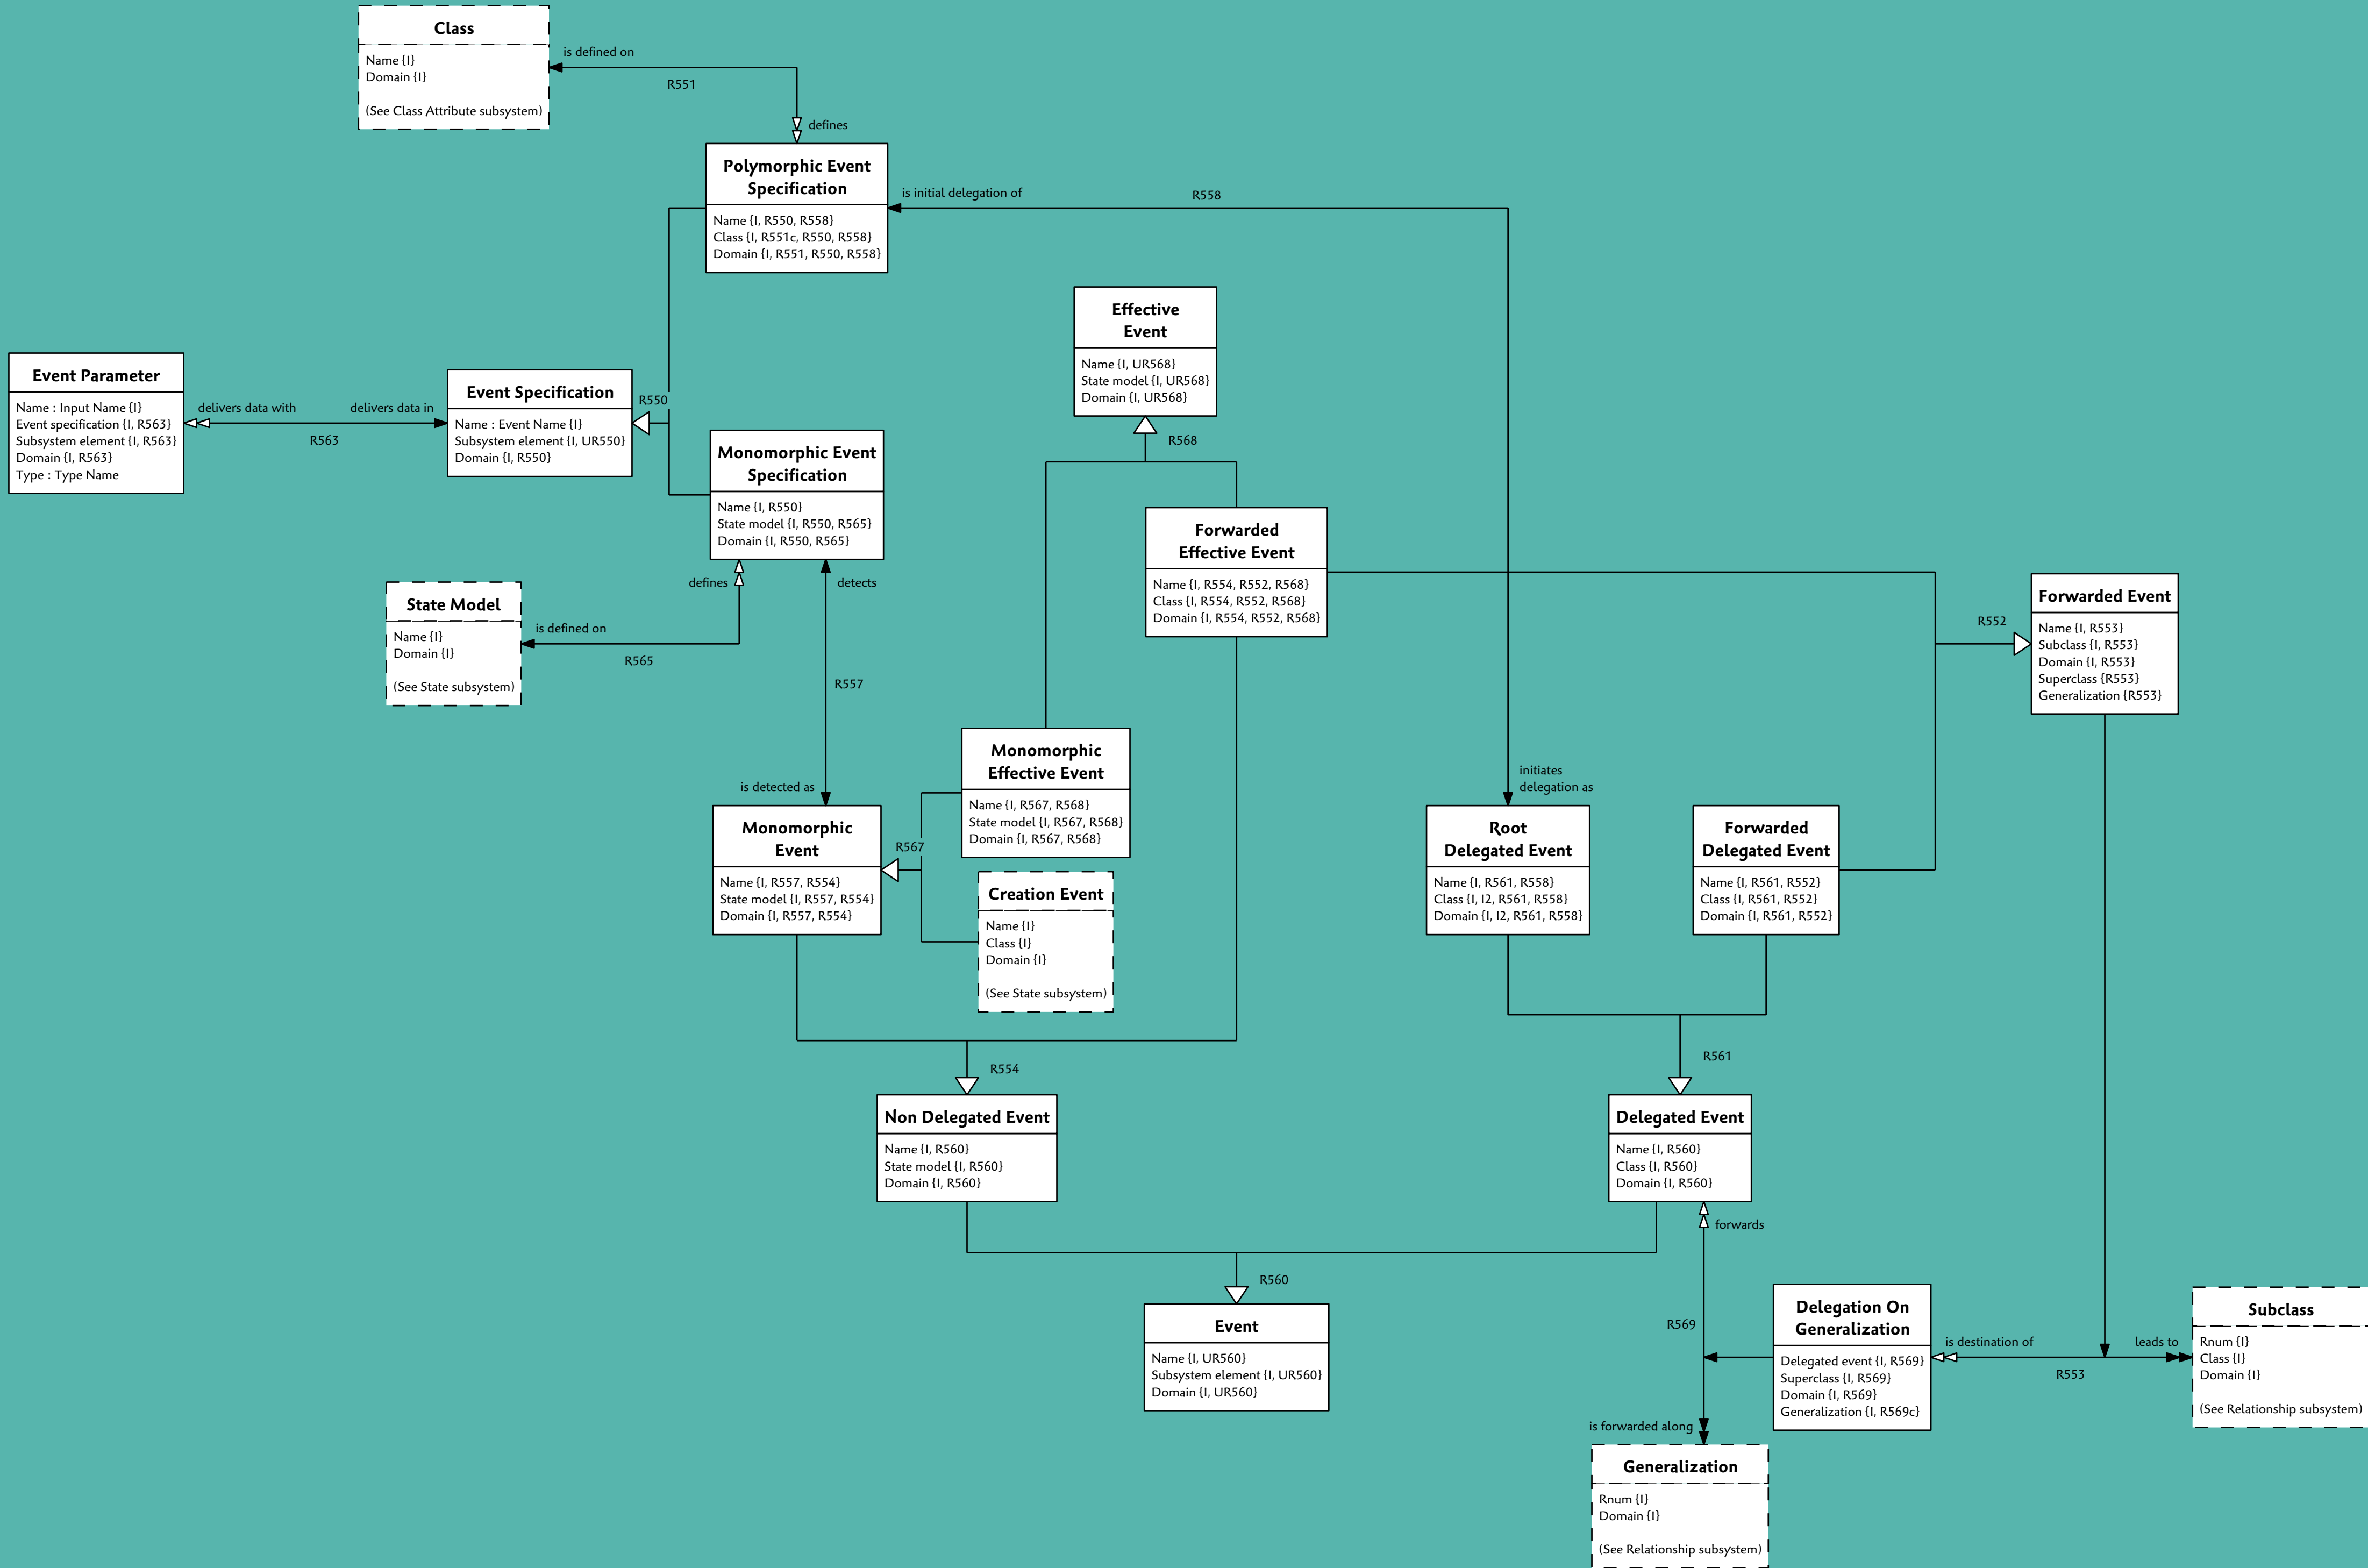 Class
Name {I}
Domain {I}
(See Class Attribute subsystem)
is defined on
R551
defines
Polymorphic Event
Specification
Name {I, R550, R558}
Class {I, R551c, R550, R558}
Domain {I, R551, R550, R558}
is initial delegation of
R558
Effective
Event
Name {I, UR568}
State model {I, UR568}
Domain {I, UR568}
R568
Event Parameter
Name : Input Name {I}
Event specification {I, R563}
Subsystem element {I, R563}
Domain {I, R563}
Type : Type Name
delivers data with
delivers data in
R563
Event Specification
Name : Event Name {I}
Subsystem element {I, UR550}
Domain {I, R550}
R550
Monomorphic Event
Specification
Name {I, R550}
State model {I, R550, R565}
Domain {I, R550, R565}
defines
detects
Forwarded
Effective Event
Name {I, R554, R552, R568}
Class {I, R554, R552, R568}
Domain {I, R554, R552, R568}
State Model
Name {I}
Domain {I}
(See State subsystem)
is defined on
R565
R557
R552
Forwarded Event
Name {I, R553}
Subclass {I, R553}
Domain {I, R553}
Superclass {R553}
Generalization {R553}
is detected as
Monomorphic
Effective Event
Name {I, R567, R568}
State model {I, R567, R568}
Domain {I, R567, R568}
initiates
delegation as
Monomorphic
Event
Name {I, R557, R554}
State model {I, R557, R554}
Domain {I, R557, R554}
R567
Creation Event
Name {I}
Class {I}
Domain {I}
(See State subsystem)
Root
Delegated Event
Name {I, R561, R558}
Class {I, I2, R561, R558}
Domain {I, I2, R561, R558}
Forwarded
Delegated Event
Name {I, R561, R552}
Class {I, R561, R552}
Domain {I, R561, R552}
R554
R561
Non Delegated Event
Name {I, R560}
State model {I, R560}
Domain {I, R560}
Delegated Event
Name {I, R560}
Class {I, R560}
Domain {I, R560}
forwards
R560
Event
Name {I, UR560}
Subsystem element {I, UR560}
Domain {I, UR560}
R569
Delegation On
Generalization
Delegated event {I, R569}
Superclass {I, R569}
Domain {I, R569}
Generalization {I, R569c}
is destination of
leads to
R553
Subclass
Rnum {I}
Class {I}
Domain {I}
(See Relationship subsystem)
is forwarded along
Generalization
Rnum {I}
Domain {I}
(See Relationship subsystem)